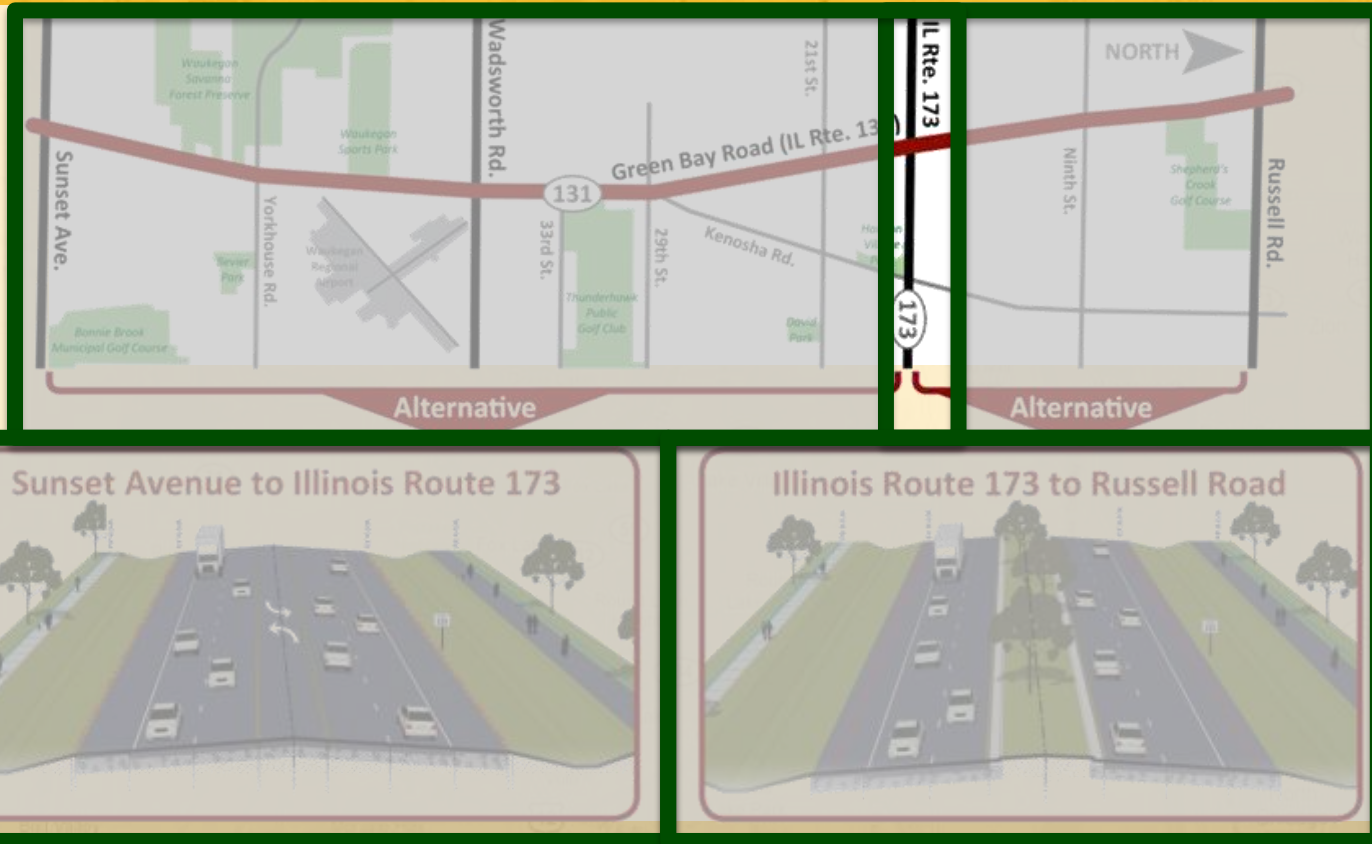 Waukegan
Savanna
Forest Preserve
Waukegan
Sports Park
Wadsworth Rd.
21st St.
IL Rte. 173
NORTH
Green Bay Road (IL Rte. 13
131
Sunset Ave.
Yorkhouse Rd.
Sevier
Park
Waukegan
Regional
Airport
33rd St.
29th St.
Kenosha Rd.
Ninth St.
Shepherd's
Crook
Golf Course
Russell Rd.
Thunderhawk
Public
Golf Club
David
Park
173
Bonnie Brook
Municipal Golf Course
Alternative
Alternative
Sunset Avenue to Illinois Route 173
Illinois Route 173 to Russell Road